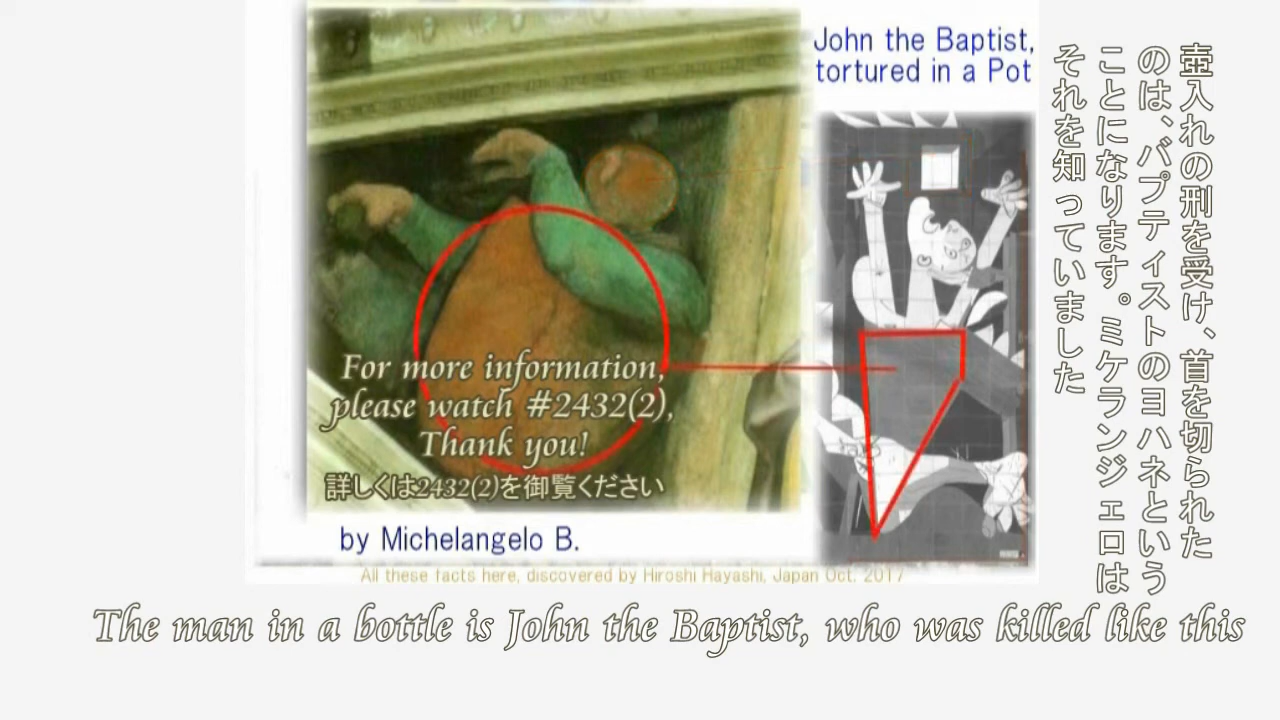 John the Baptist,
tortured in a Pot
壺入れの刑を受け、首を切られた
のは、バプティストのヨハネという
ことになります。ミケランジェロは
それを知っていました
For more information,
please watch #2432(2),
Thank you!
詳しくは2432(2)を御覧ください
by Michelangelo B.
All these facts here, discovered by Hiroshi Hayashi, Japan Oct. 2017
The man in a bottle is John the Baptist, who was killed like this